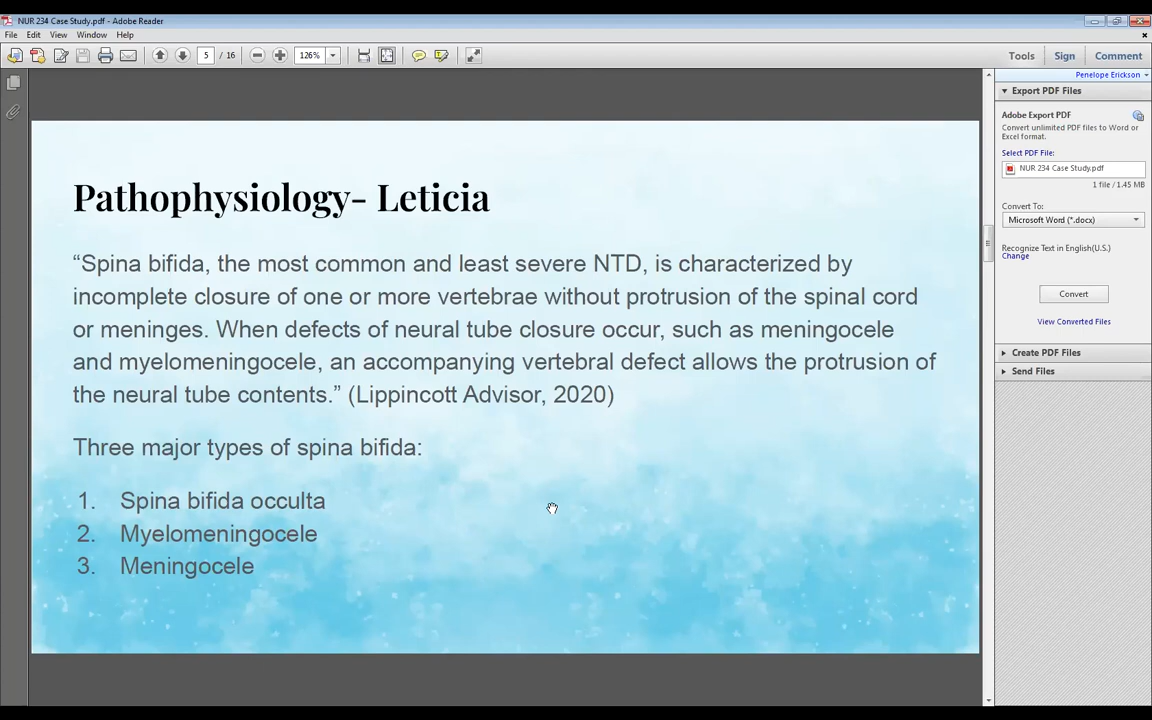 NUR 234 Case Study.pdf - Adobe Reader
File Edit View Window Help
5 / 16 126% Tools Sign Comment
Penelope Erickson
Export PDF Files
Adobe Export PDF
Convert unlimited PDF files to Word or
Excel format.
Select PDF File:
NUR 234 Case Study.pdf
1 file / 1.45 MB
Convert To:
Microsoft Word (*.docx)
Recognize Text in English(U.S.)
Change
Convert
View Converted Files
Create PDF Files
Send Files
Pathophysiology- Leticia
“Spina bifida, the most common and least severe NTD, is characterized by
incomplete closure of one or more vertebrae without protrusion of the spinal cord
or meninges. When defects of neural tube closure occur, such as meningocele
and myelomeningocele, an accompanying vertebral defect allows the protrusion of
the neural tube contents.” (Lippincott Advisor, 2020)
Three major types of spina bifida:
1. Spina bifida occulta
2. Myelomeningocele
3. Meningocele